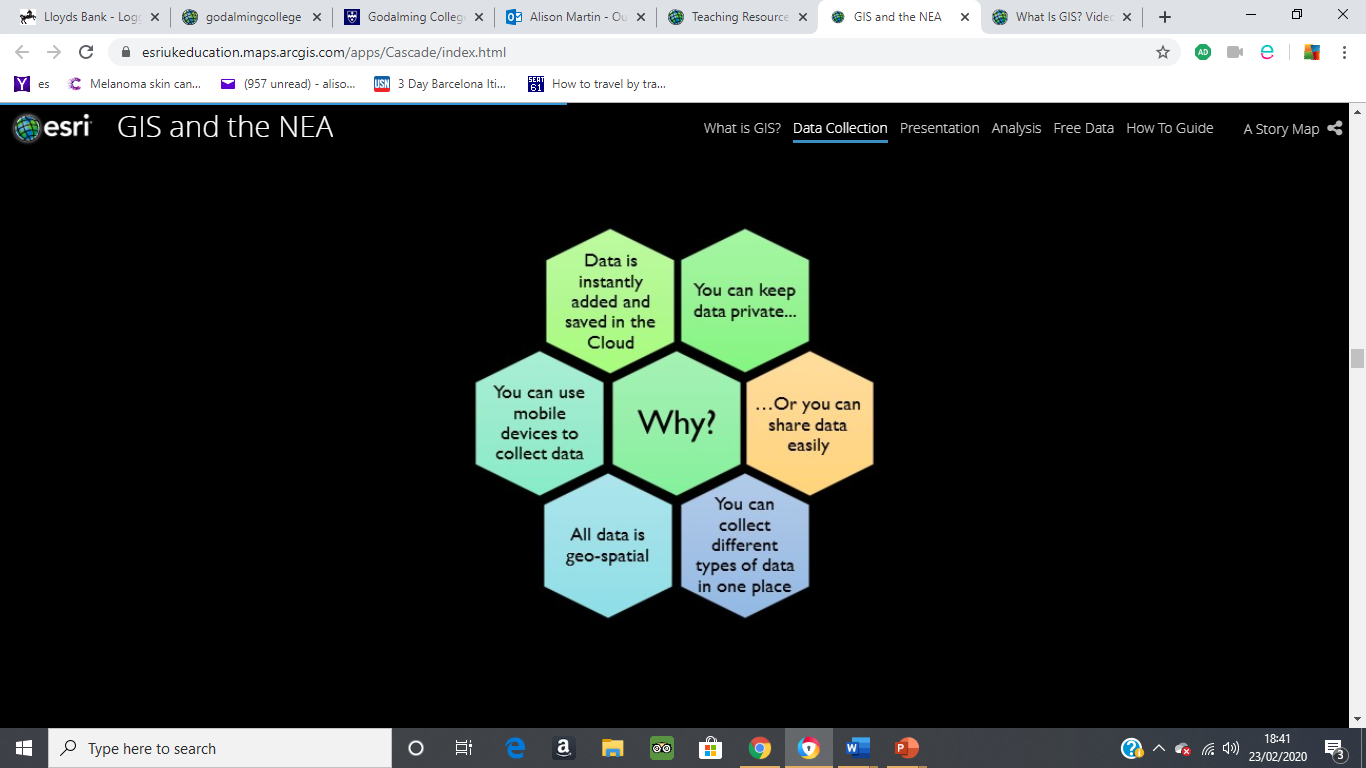 Lloyds Bank - Logg
godalmingcollege
Godalming College
Alison Martin - Ou
Teaching Resource
GIS and the NEA
What Is GIS? Video
esriukeducation.maps.arcgis.com/apps/Cascade/index.html
es
Melanoma skin can...
(957 unread) - aliso...
3 Day Barcelona Iti...
How to travel by tra...
esri
GIS and the NEA
What is GIS?
Data Collection
Presentation
Analysis
Free Data
How To Guide
A Story Map
Data is
instantly
added and
saved in the
Cloud
You can keep
data private...
You can use
mobile
devices to
collect data
Why?
...Or you can
share data
easily
All data is
geo-spatial
You can
collect
different
types of data
in one place
Type here to search
18:41
23/02/2020
3